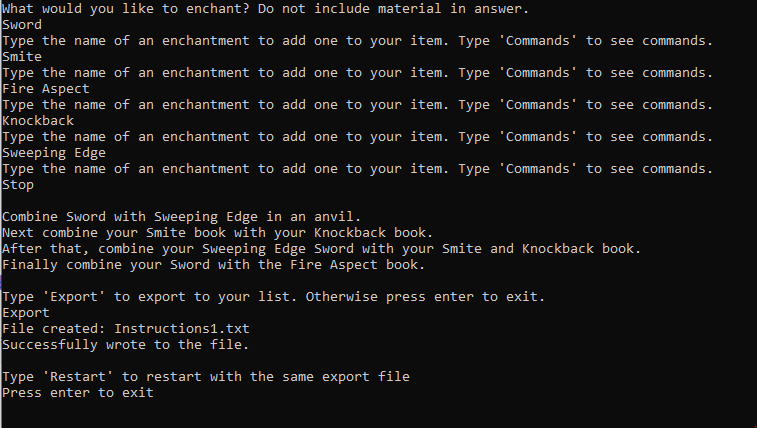 What would you like to enchant? Do not include material in answer.
Sword
Type the name of an enchantment to add one to your item. Type 'Commands' to see commands.
Smite
Type the name of an enchantment to add one to your item. Type 'Commands' to see commands.
Fire Aspect
Type the name of an enchantment to add one to your item. Type 'Commands' to see commands.
Knockback
Type the name of an enchantment to add one to your item. Type 'Commands' to see commands.
Sweeping Edge
Type the name of an enchantment to add one to your item. Type 'Commands' to see commands.
Stop
Combine Sword with Sweeping Edge in an anvil.
Next combine your Smite book with your Knockback book.
After that, combine your Sweeping Edge Sword with your Smite and Knockback book.
Finally combine your Sword with the Fire Aspect book.
Type 'Export' to export to your list. Otherwise press enter to exit.
Export
File created: Instructions1.txt
Successfully wrote to the file.
Type 'Restart' to restart with the same export file
Press enter to exit